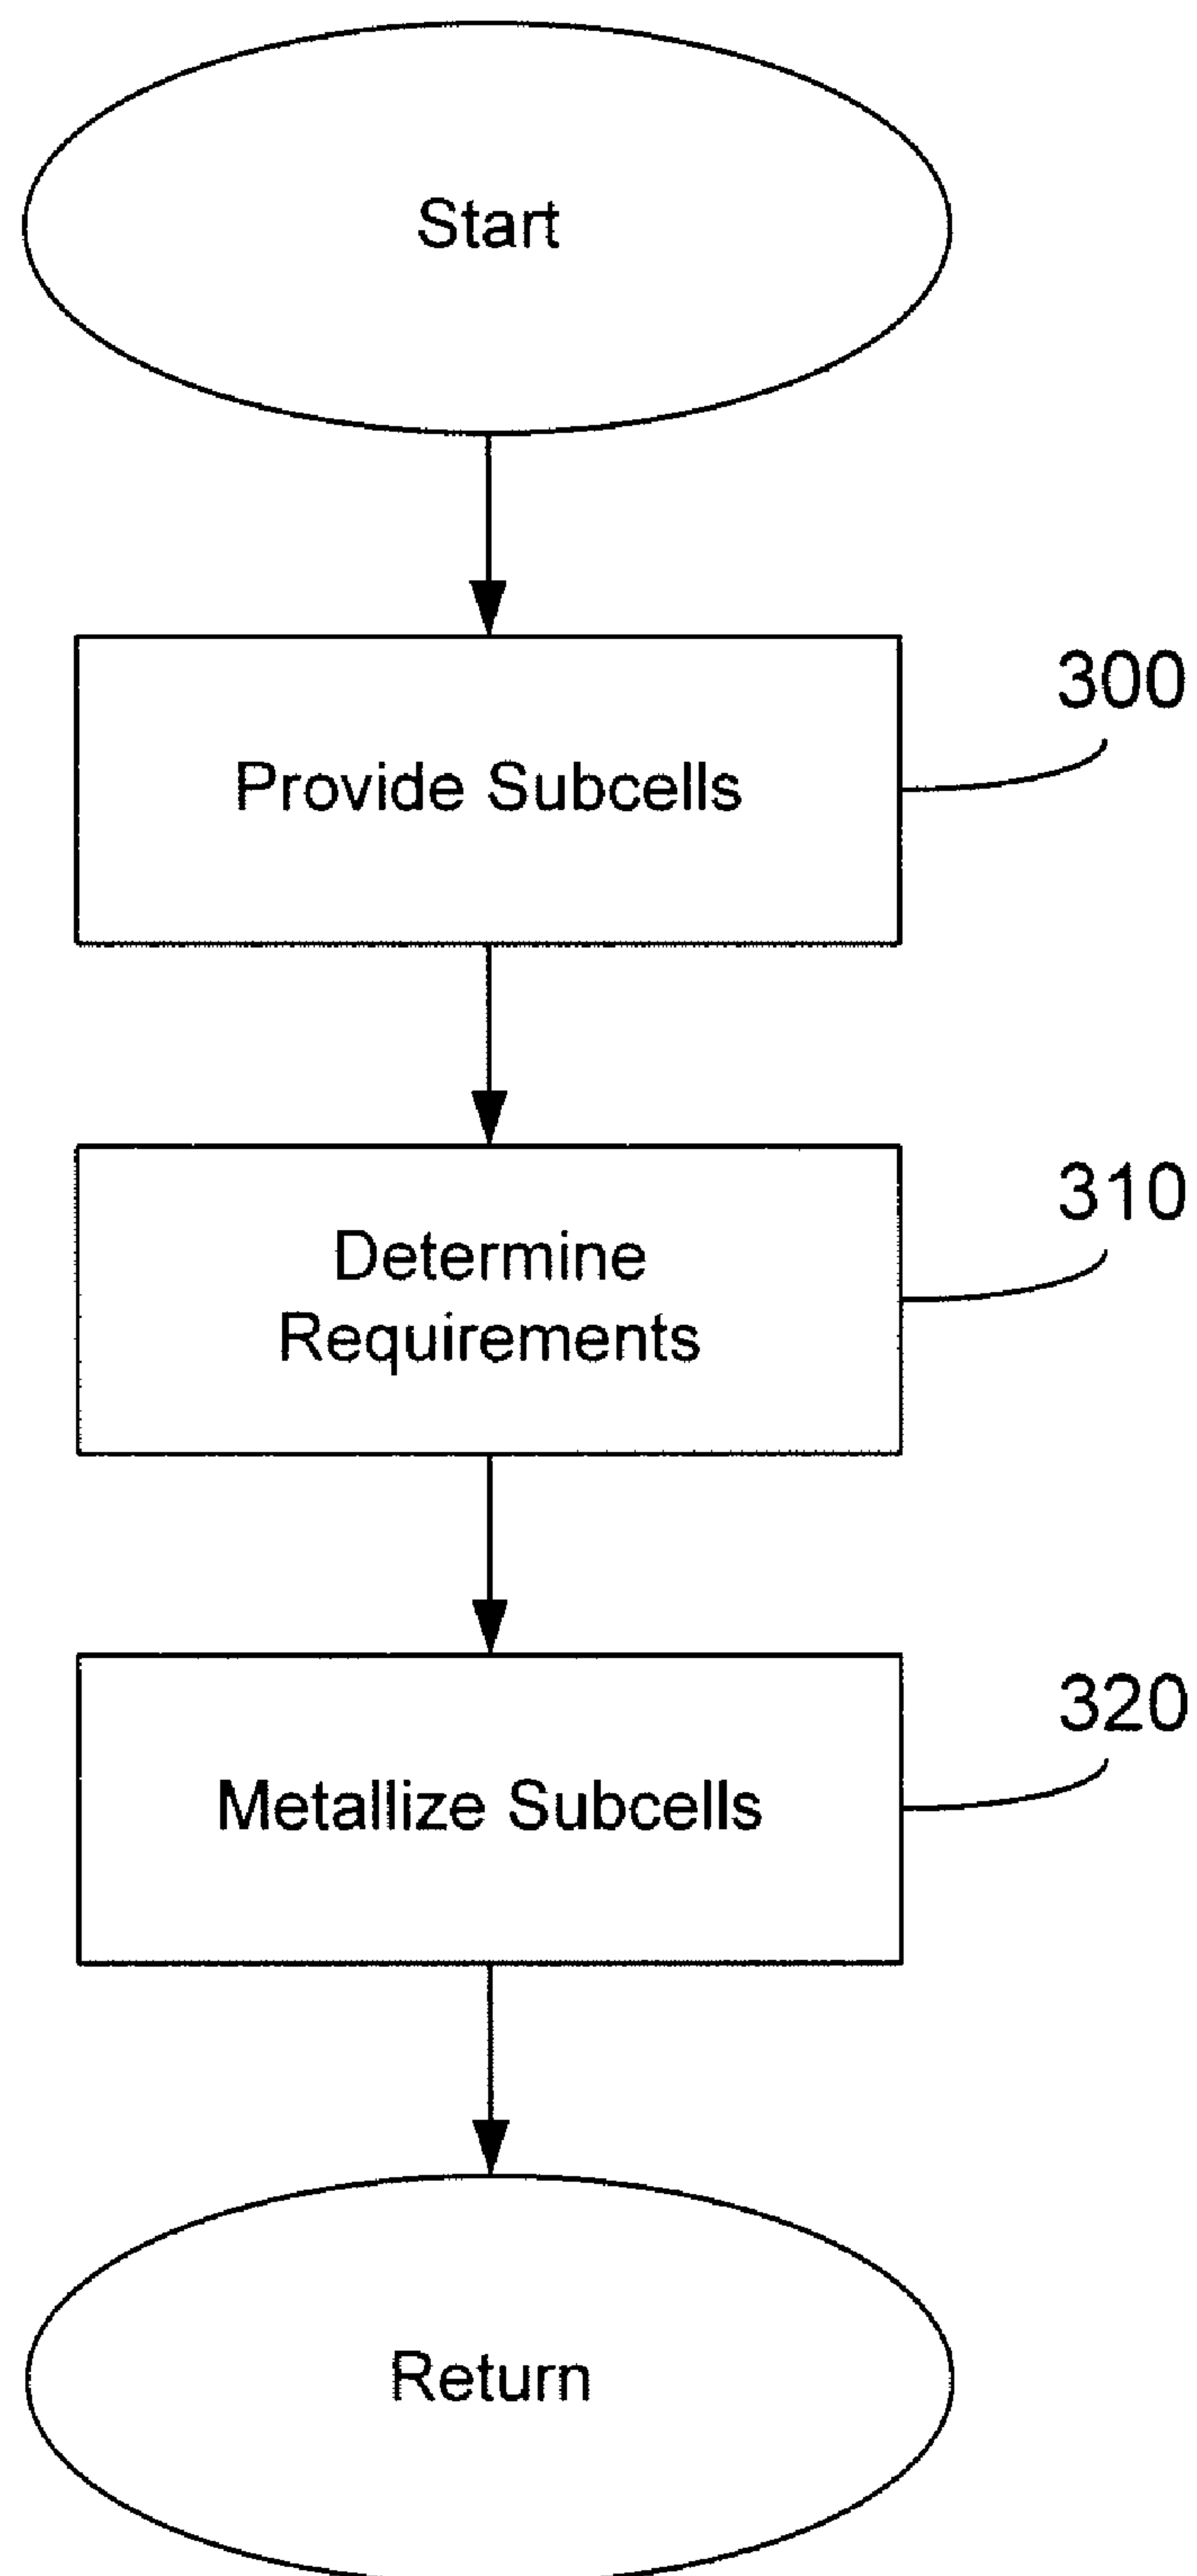 Start
Provide Subcells
300
Determine
Requirements
310
Metallize Subcells
320
Return